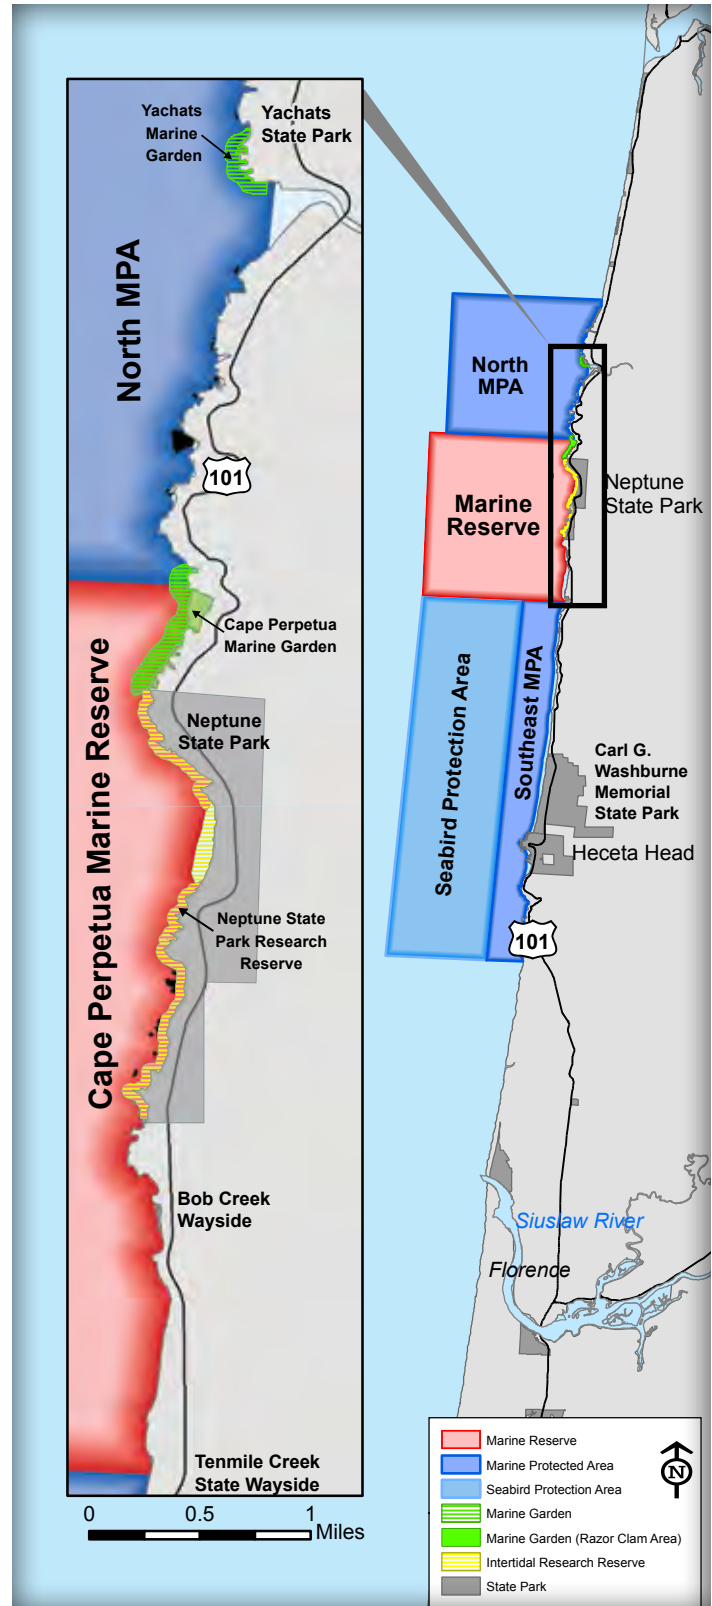 Yachats
Marine
Garden
Yachats
State Park
North MPA
101
Cape Perpetua
Marine Garden
Cape Perpetua Marine Reserve
Neptune
State Park
Neptune State
Park Research
Reserve
Bob Creek
Wayside
Tenmile Creek
State Wayside
0 0.5 1
Miles
North
MPA
Marine
Reserve
Neptune
State Park
Seabird Protection Area
Southeast MPA
Carl G.
Washburne
Memorial
State Park
Heceta Head
101
Siuslaw River
Florence
Marine Reserve
Marine Protected Area
Seabird Protection Area
Marine Garden
Marine Garden (Razor Clam Area)
Intertidal Research Reserve
State Park
N